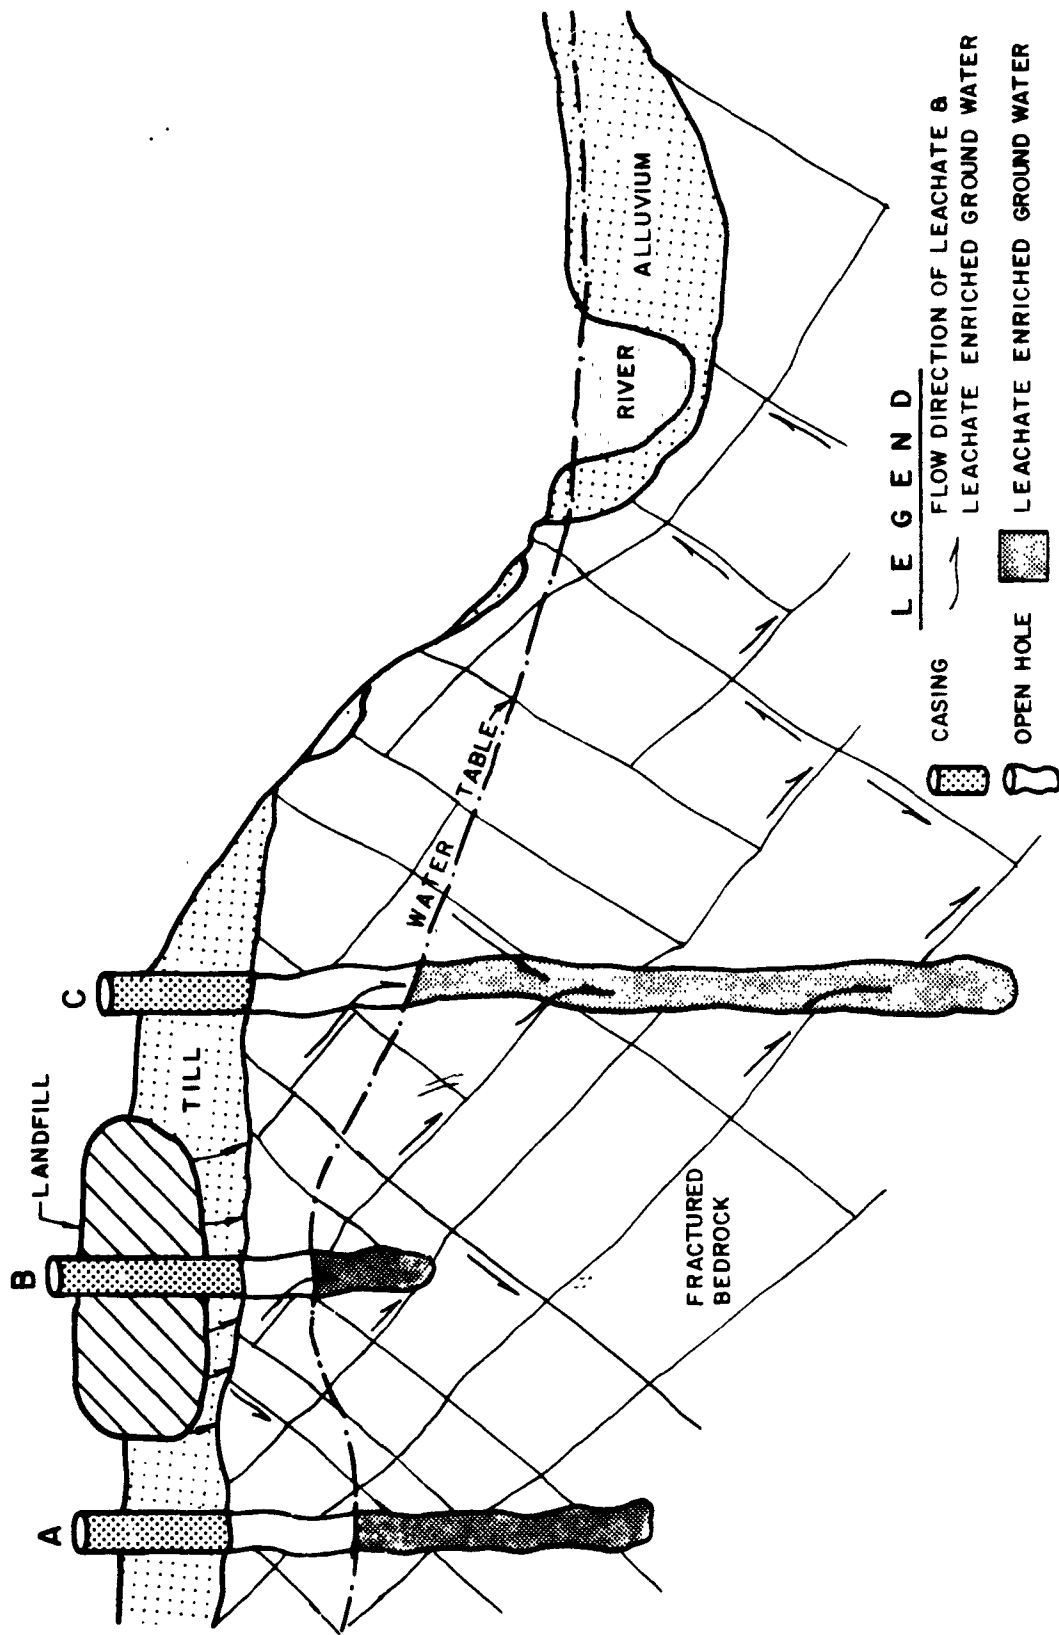 LANDFILL
A
B
C
TILL
WATER TABLE
FRACTURED
BEDROCK
RIVER
ALLUVIUM
LEGEND
CASING
FLOW DIRECTION OF LEACHATE &
LEACHATE ENRICHED GROUND WATER
OPEN HOLE
LEACHATE ENRICHED GROUND WATER